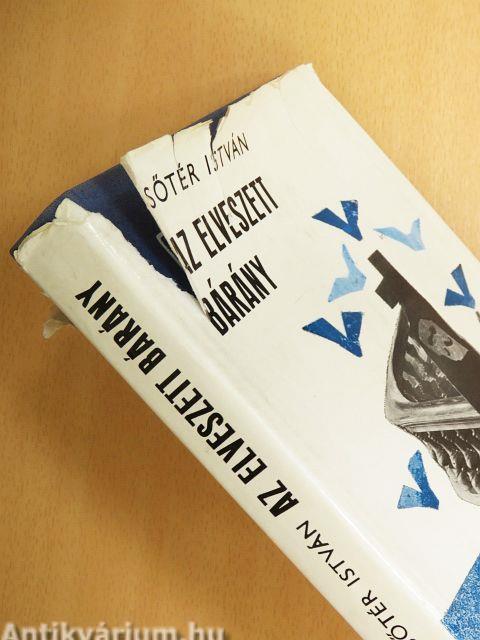 SŐTÉR ISTVÁN
AZ ELVESZETT
BÁRÁNY
SŐTÉR ISTVÁN AZ ELVESZETT BÁRÁNY
Antikvárium.hu